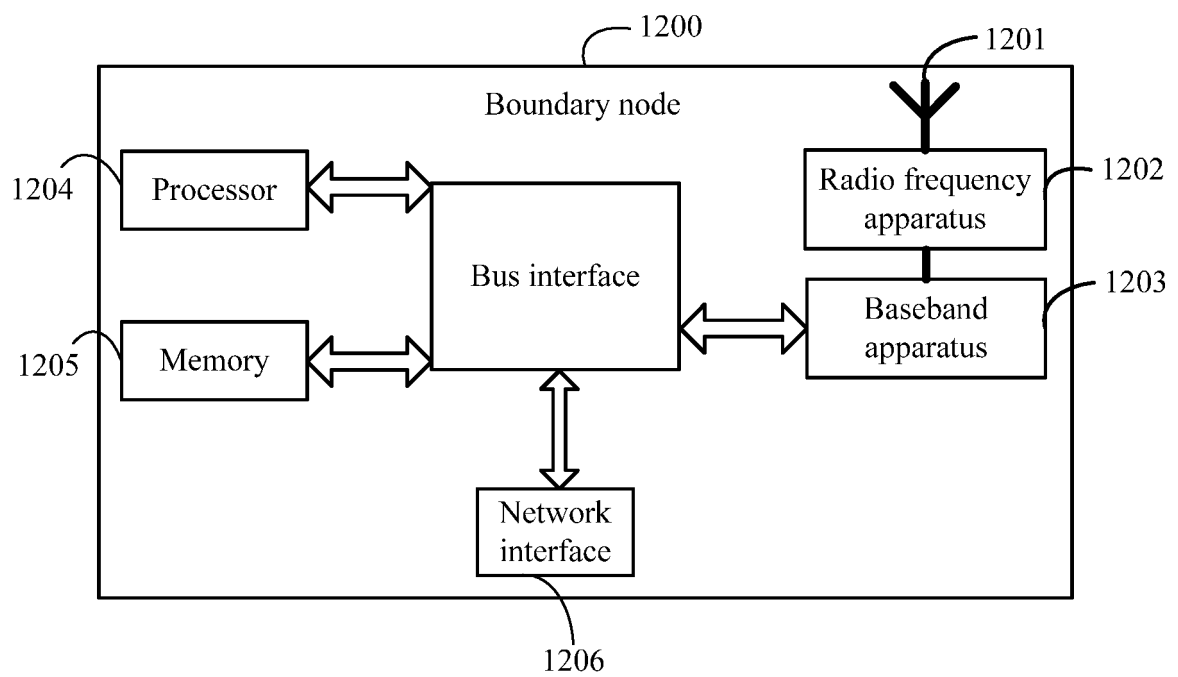 1200
1201
Boundary node
1204
Processor
Radio frequency
apparatus
1202
Bus interface
1205
Memory
Baseband
apparatus
1203
Network
interface
1206